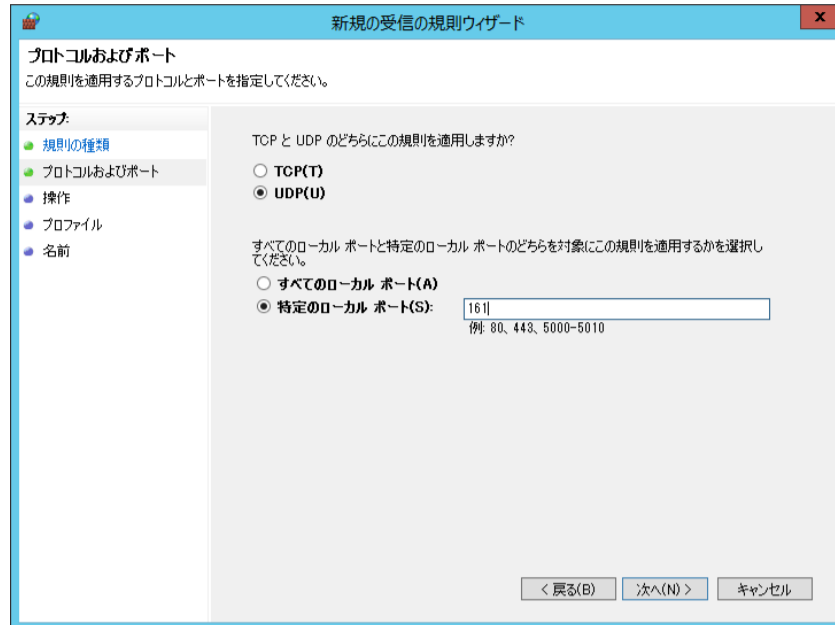 新規の受信の規則ウィザード
x
プロトコルおよびポート
この規則を適用するプロトコルとポートを指定してください。
ステップ:
規則の種類
プロトコルおよびポート
操作
プロファイル
名前
TCP と UDP のどちらにこの規則を適用しますか?
TCP(T)
UDP(U)
すべてのローカル ポートと特定のローカル ポートのどちらを対象にこの規則を適用するかを選択し
てください。
すべてのローカル ポート(A)
特定のローカル ポート(S):
161
例: 80、443、5000-5010
< 戻る(B)
次へ(N) >
キャンセル